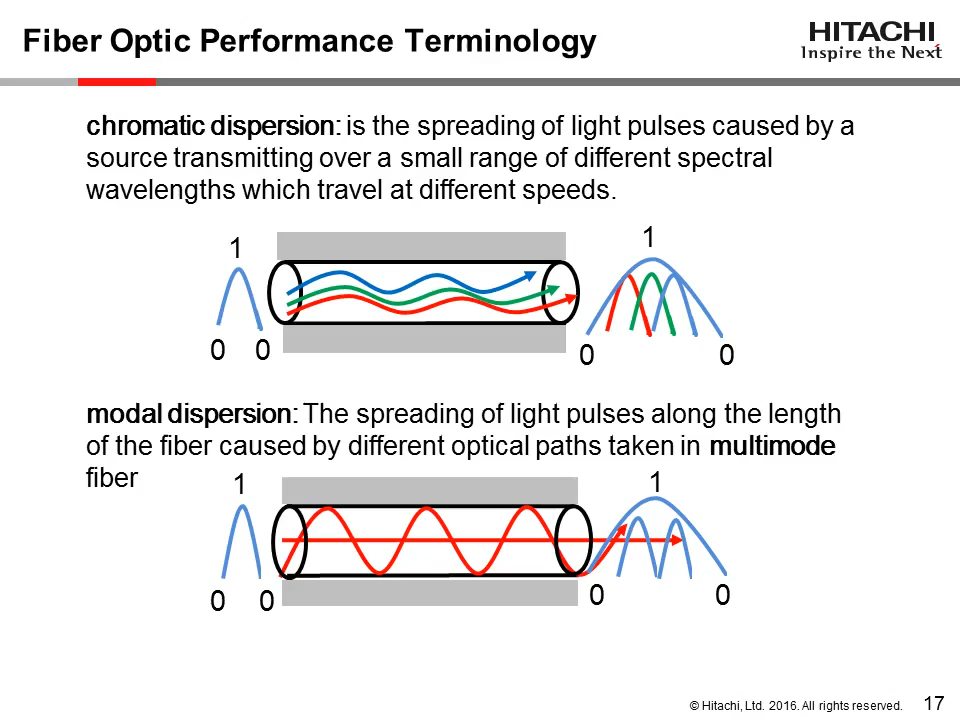 Fiber Optic Performance Terminology
HITACHI
Inspire the Next
chromatic dispersion: is the spreading of light pulses caused by a
source transmitting over a small range of different spectral
wavelengths which travel at different speeds.
1
1
0 0
0 0
modal dispersion: The spreading of light pulses along the length
of the fiber caused by different optical paths taken in multimode
fiber
1
1
0 0
0 0
© Hitachi, Ltd. 2016. All rights reserved. 17